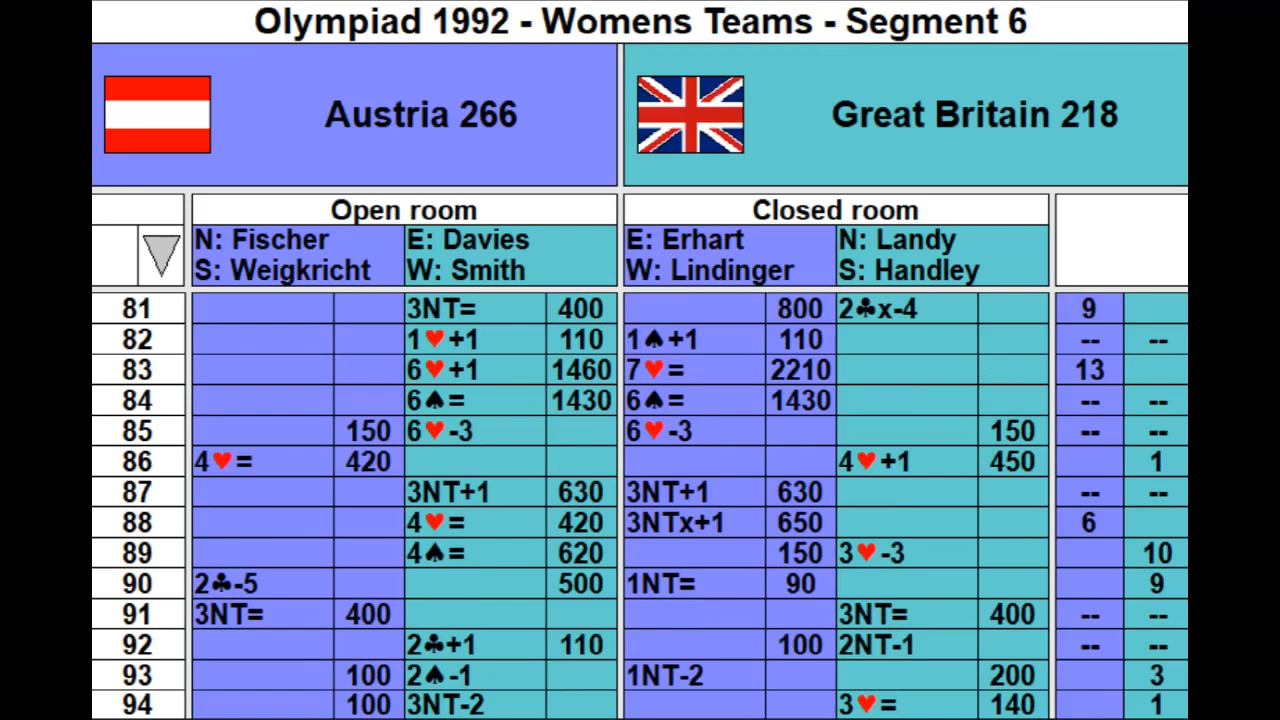 Olympiad 1992 - Womens Teams - Segment 6
Austria 266 Great Britain 218
Open room Closed room
N: Fischer E: Davies E: Erhart N: Landy
S: Weigkricht W: Smith W: Lindinger S: Handley
81 3NT= 400 800 2♣x-4 9
82 1♥+1 110 1♠+1 110 -- --
83 6♥+1 1460 7♥= 2210 13
84 6♠= 1430 6♠= 1430 -- --
85 150 6♥-3 6♥-3 150 -- --
86 4♥= 420 4♥+1 450 1
87 3NT+1 630 3NT+1 630 -- --
88 4♥= 420 3NTx+1 650 6
89 4♠= 620 150 3♥-3 10
90 2♣-5 500 1NT= 90 9
91 3NT= 400 3NT= 400 -- --
92 2♣+1 110 100 2NT-1 -- --
93 100 2♠-1 1NT-2 200 3
94 100 3NT-2 3♥= 140 1